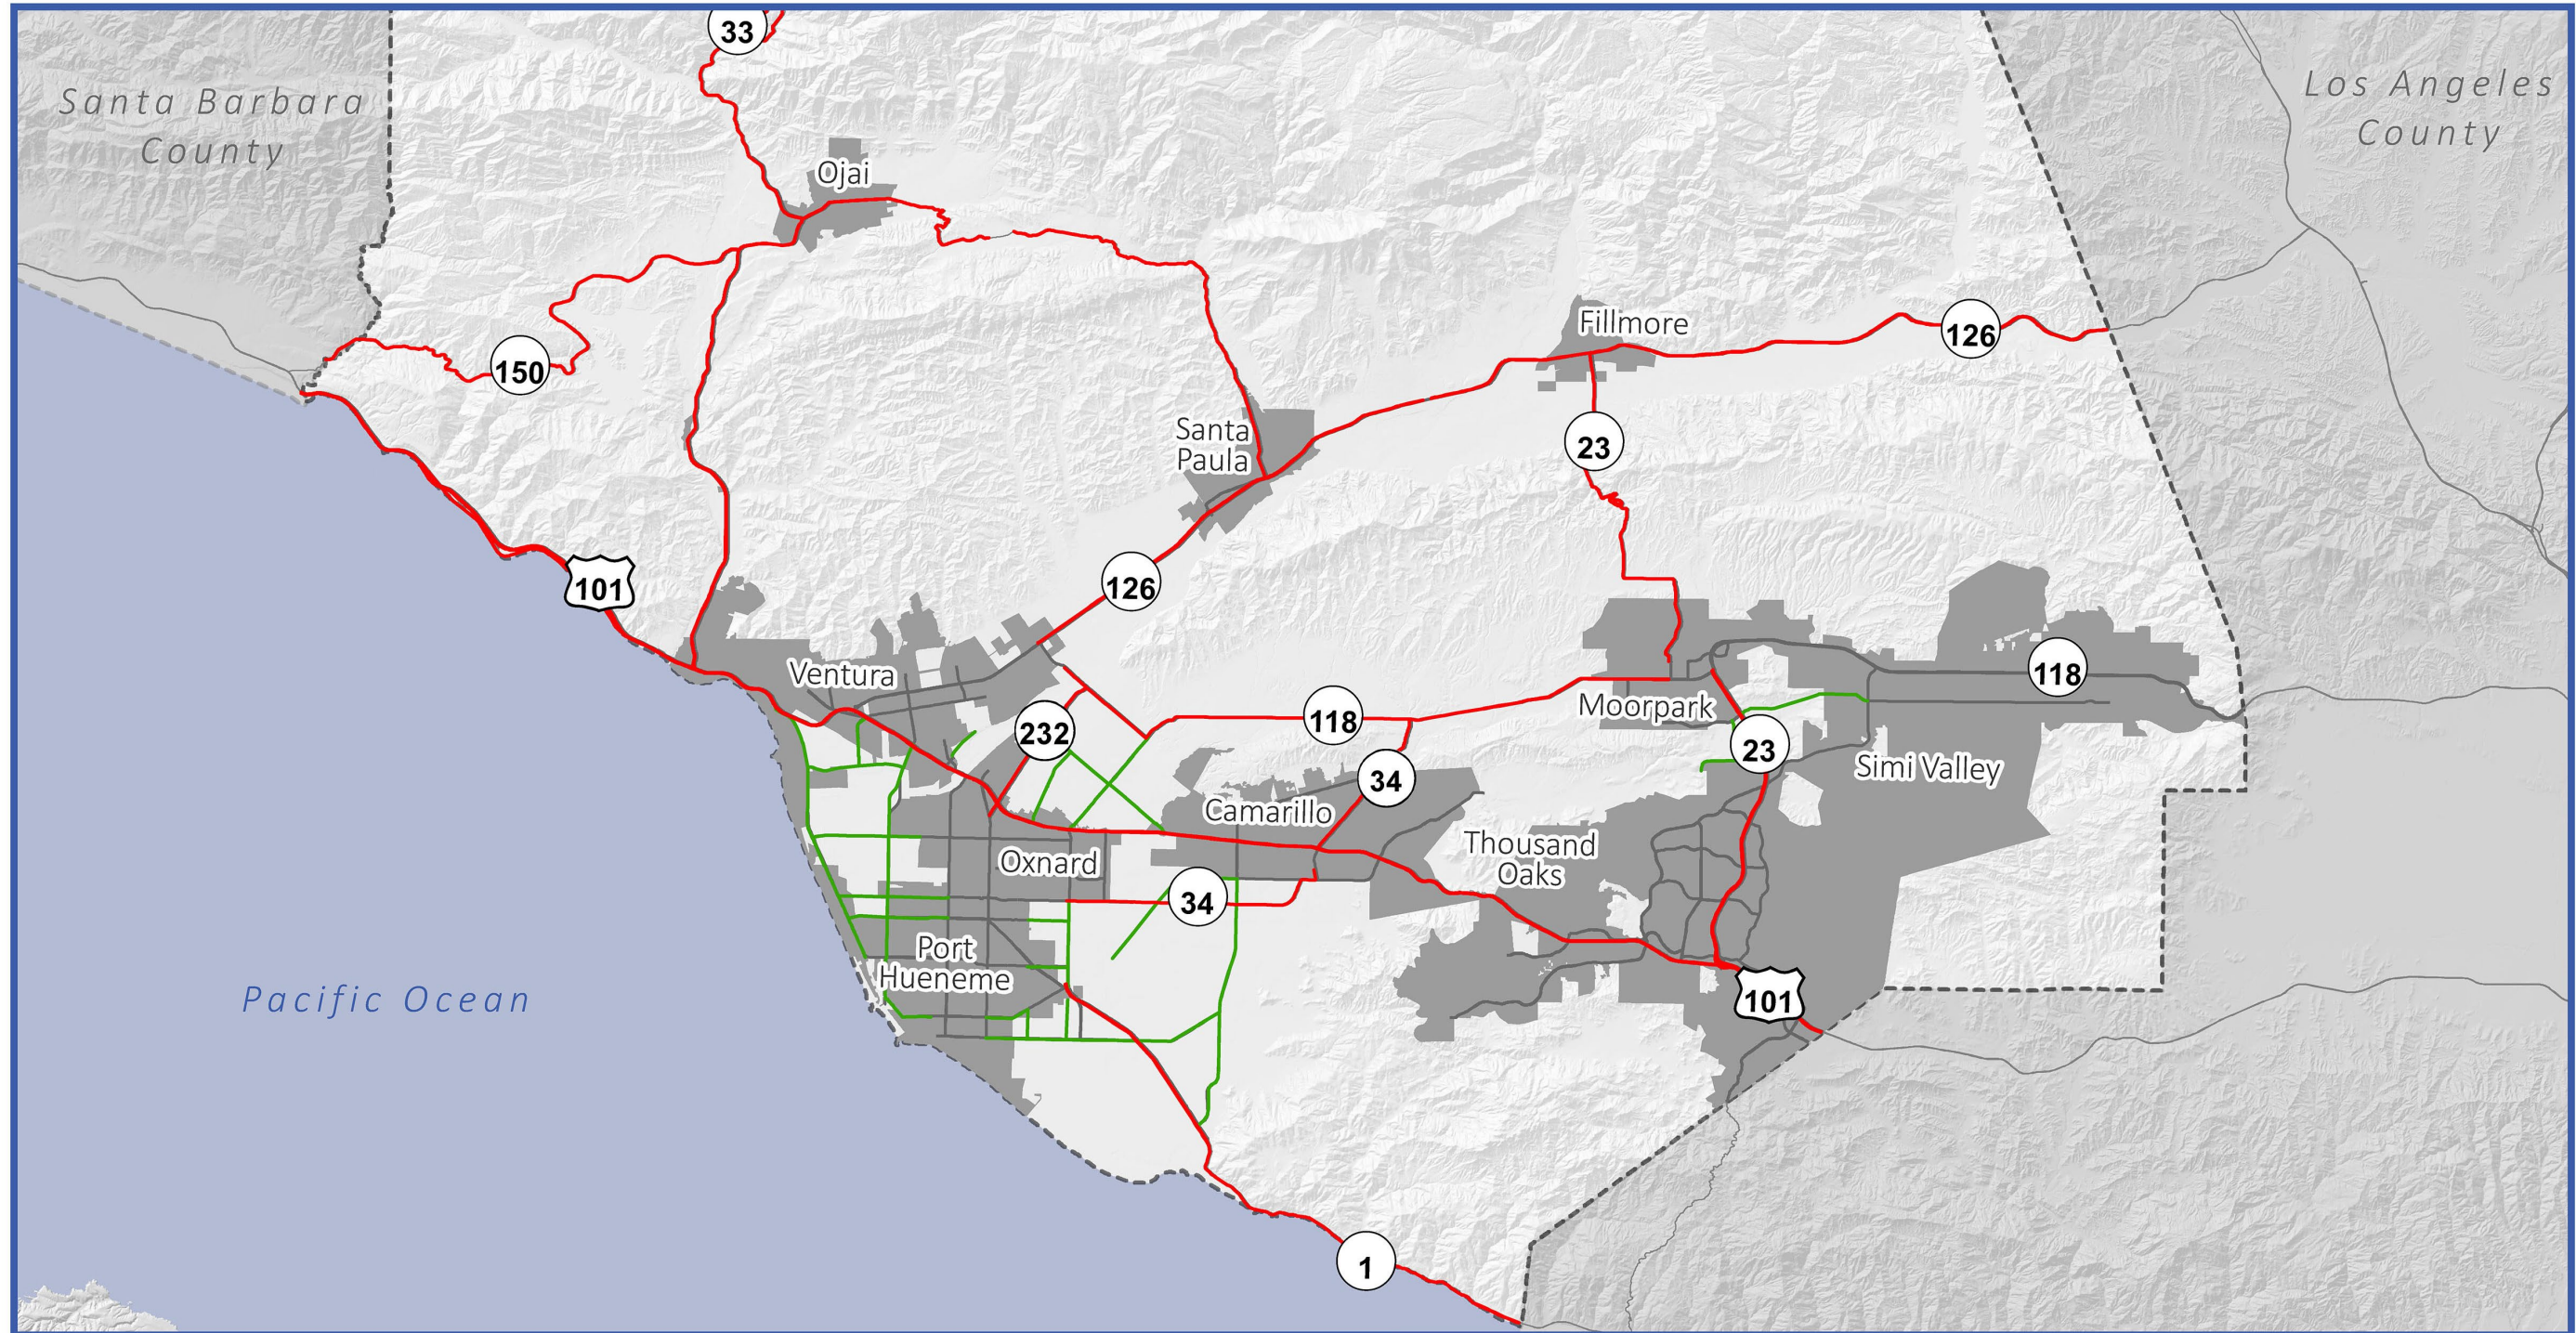 33
Santa Barbara
County
Los Angeles
County
Ojai
Fillmore
126
150
Santa
Paula
23
101
126
Ventura
118
Moorpark
118
232
23
34
Simi Valley
Camarillo
Thousand
Oaks
Oxnard
34
Port
Hueneme
Pacific Ocean
101
1